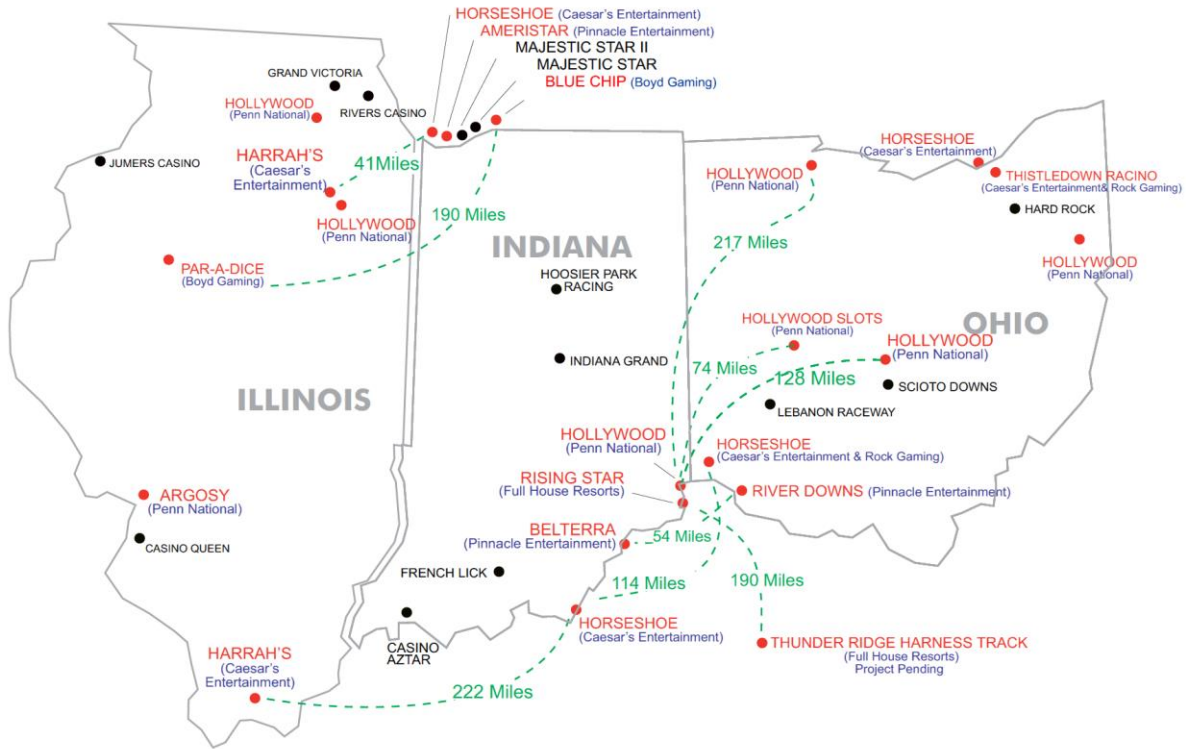 HORSESHOE (Caesar's Entertainment)
AMERISTAR (Pinnacle Entertainment)
MAJESTIC STAR II
MAJESTIC STAR
BLUE CHIP (Boyd Gaming)
GRAND VICTORIA
RIVERS CASINO
HOLLYWOOD
(Penn National)
JUMERS CASINO
HARRAH'S
(Caesar's
Entertainment)
41Miles
HOLLYWOOD
(Penn National)
190 Miles
PAR-A-DICE
(Boyd Gaming)
ILLINOIS
ARGOSY
(Penn National)
CASINO QUEEN
HARRAH'S
(Caesar's
Entertainment)
222 Miles
INDIANA
HOOSIER PARK
RACING
INDIANA GRAND
HOLLYWOOD
(Penn National)
RISING STAR
(Full House Resorts)
BELTERRA
(Pinnacle Entertainment)
54 Miles
FRENCH LICK
CASINO
AZTAR
114 Miles
HORSESHOE
(Caesar's Entertainment)
HORSESHOE
(Caesar's Entertainment)
THISTLEDOWN RACINO
(Caesar's Entertainment& Rock Gaming)
HARD ROCK
HOLLYWOOD
(Penn National)
HOLLYWOOD
(Penn National)
217 Miles
OHIO
HOLLYWOOD SLOTS
(Penn National)
HOLLYWOOD
(Penn National)
74 Miles
128 Miles
SCIOTO DOWNS
LEBANON RACEWAY
HORSESHOE
(Caesar's Entertainment & Rock Gaming)
RIVER DOWNS (Pinnacle Entertainment)
190 Miles
THUNDER RIDGE HARNESS TRACK
(Full House Resorts)
Project Pending